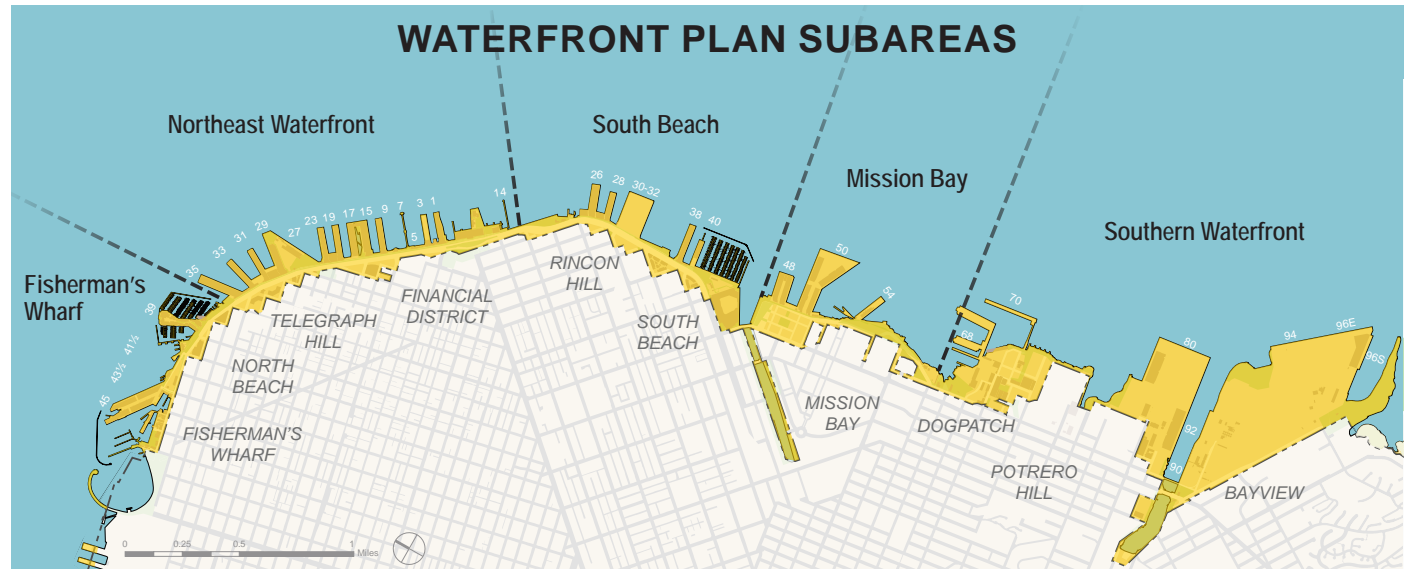 WATERFRONT PLAN SUBAREAS
Northeast Waterfront
South Beach
Mission Bay
Southern Waterfront
Fisherman's
Wharf
45
43½
41½
39
35
33
31
29
27
23
19
17
15
9
7
5
3
1
14
26
28
30-32
38
40
48
50
54
68
70
80
90
92
94
96E
96S
FISHERMAN'S
WHARF
NORTH
BEACH
TELEGRAPH
HILL
FINANCIAL
DISTRICT
RINCON
HILL
SOUTH
BEACH
MISSION
BAY
DOGPATCH
POTRERO
HILL
BAYVIEW
0
0.25
0.5
1
Miles